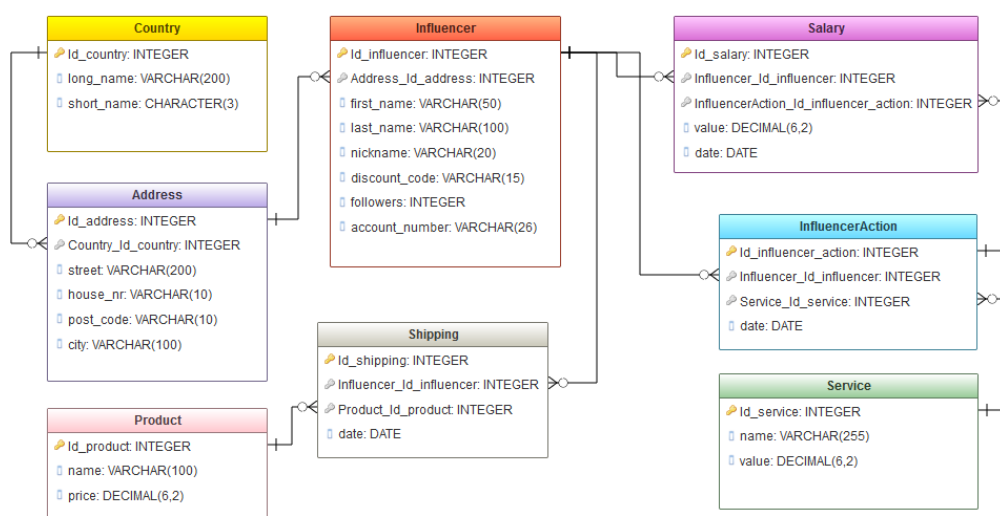 Country
Id_country: INTEGER
long_name: VARCHAR(200)
short_name: CHARACTER(3)
Address
Id_address: INTEGER
Country_Id_country: INTEGER
street: VARCHAR(200)
house_nr: VARCHAR(10)
post_code: VARCHAR(10)
city: VARCHAR(100)
Product
Id_product: INTEGER
name: VARCHAR(100)
price: DECIMAL(6,2)
Influencer
Id_influencer: INTEGER
Address_Id_address: INTEGER
first_name: VARCHAR(50)
last_name: VARCHAR(100)
nickname: VARCHAR(20)
discount_code: VARCHAR(15)
followers: INTEGER
account_number: VARCHAR(26)
Shipping
Id_shipping: INTEGER
Influencer_Id_influencer: INTEGER
Product_Id_product: INTEGER
date: DATE
Salary
Id_salary: INTEGER
Influencer_Id_influencer: INTEGER
InfluencerAction_Id_influencer_action: INTEGER
value: DECIMAL(6,2)
date: DATE
InfluencerAction
Id_influencer_action: INTEGER
Influencer_Id_influencer: INTEGER
Service_Id_service: INTEGER
date: DATE
Service
Id_service: INTEGER
name: VARCHAR(255)
value: DECIMAL(6,2)